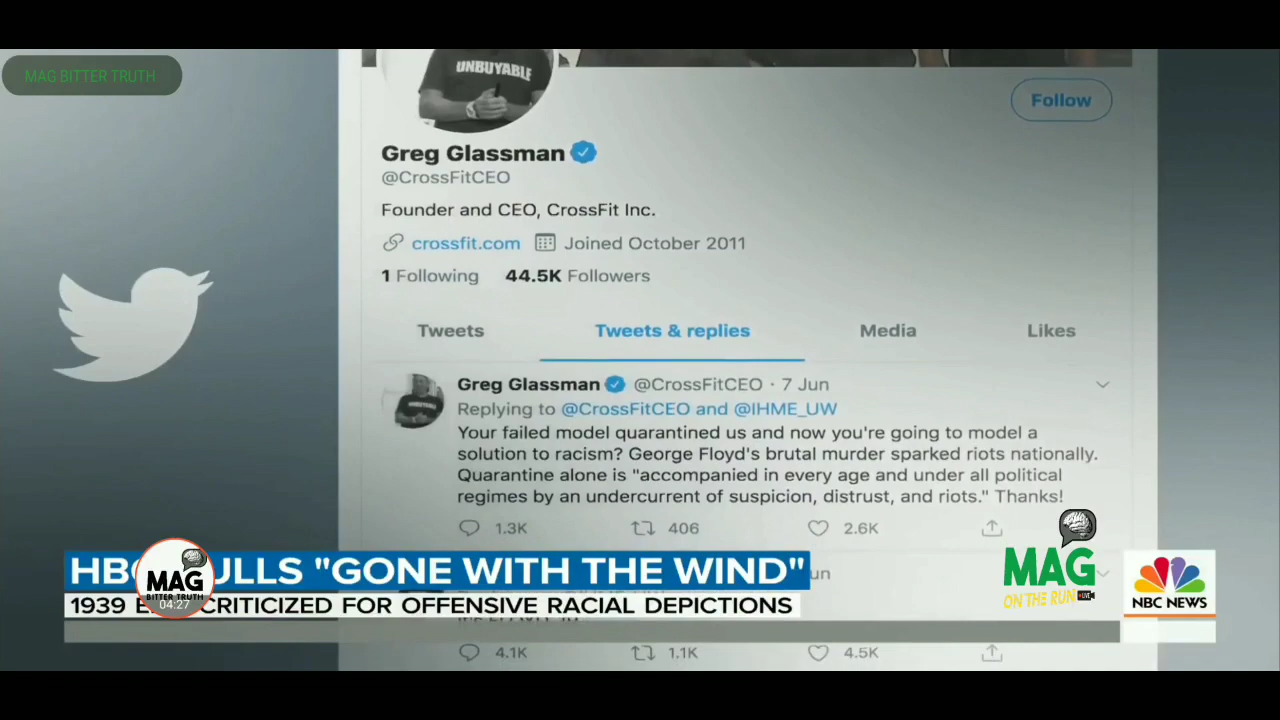 MAG BITTER TRUTH
UNBUYABLE
Follow
Greg Glassman
@CrossFitCEO
Founder and CEO, CrossFit Inc.
crossfit.com Joined October 2011
1 Following 44.5K Followers
Tweets Tweets & replies Media Likes
Greg Glassman @CrossFitCEO · 7 Jun
Replying to @CrossFitCEO and @IHME_UW
Your failed model quarantined us and now you're going to model a
solution to racism? George Floyd's brutal murder sparked riots nationally.
Quarantine alone is "accompanied in every age and under all political
regimes by an undercurrent of suspicion, distrust, and riots." Thanks!
1.3K 406 2.6K
"GONE WITH THE WIND"
1939 CRITICIZED FOR OFFENSIVE RACIAL DEPICTIONS
MAG
BITTER TRUTH
04:27
MAG
ON THE RUN LIVE
NBC NEWS
4.1K 1.1K 4.5K